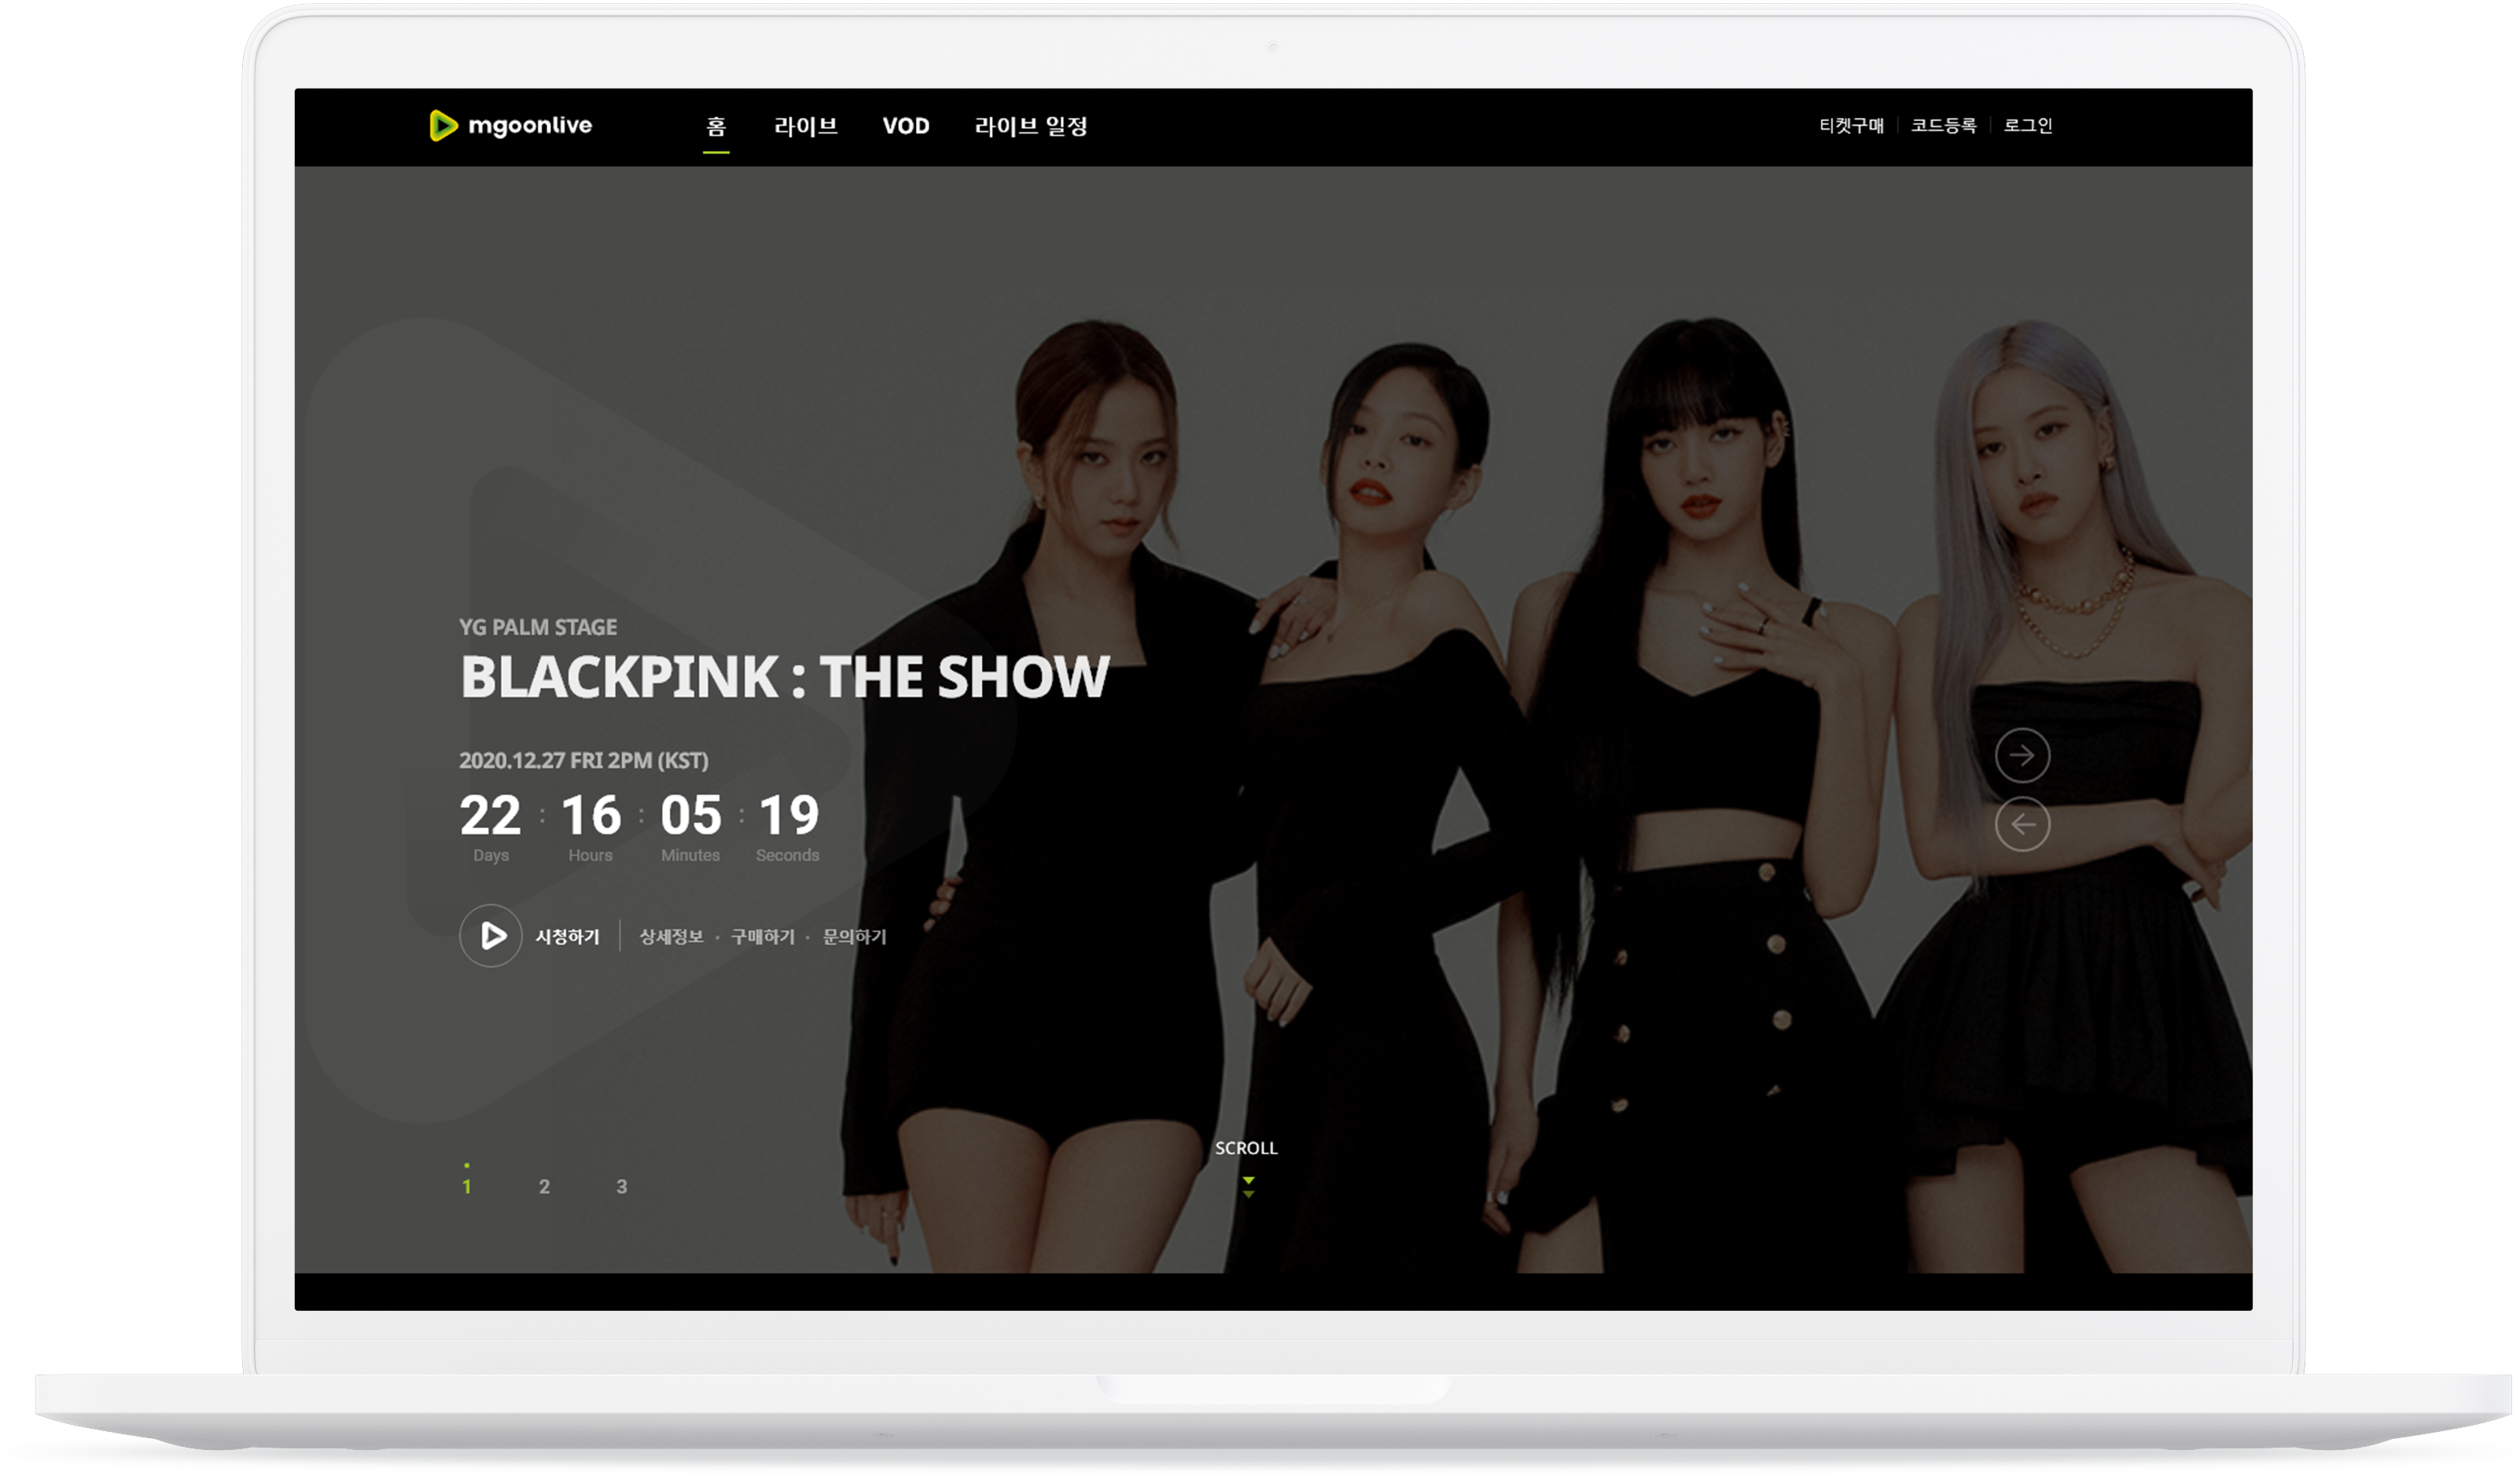 mgoonlive 홈 라이브 VOD 라이브 일정 티켓구매 코드등록 로그인
YG PALM STAGE
BLACKPINK : THE SHOW
2020.12.27 FRI 2PM (KST)
22 : 16 : 05 : 19
Days Hours Minutes Seconds
시청하기 상세정보 · 구매하기 · 문의하기
SCROLL
1 2 3